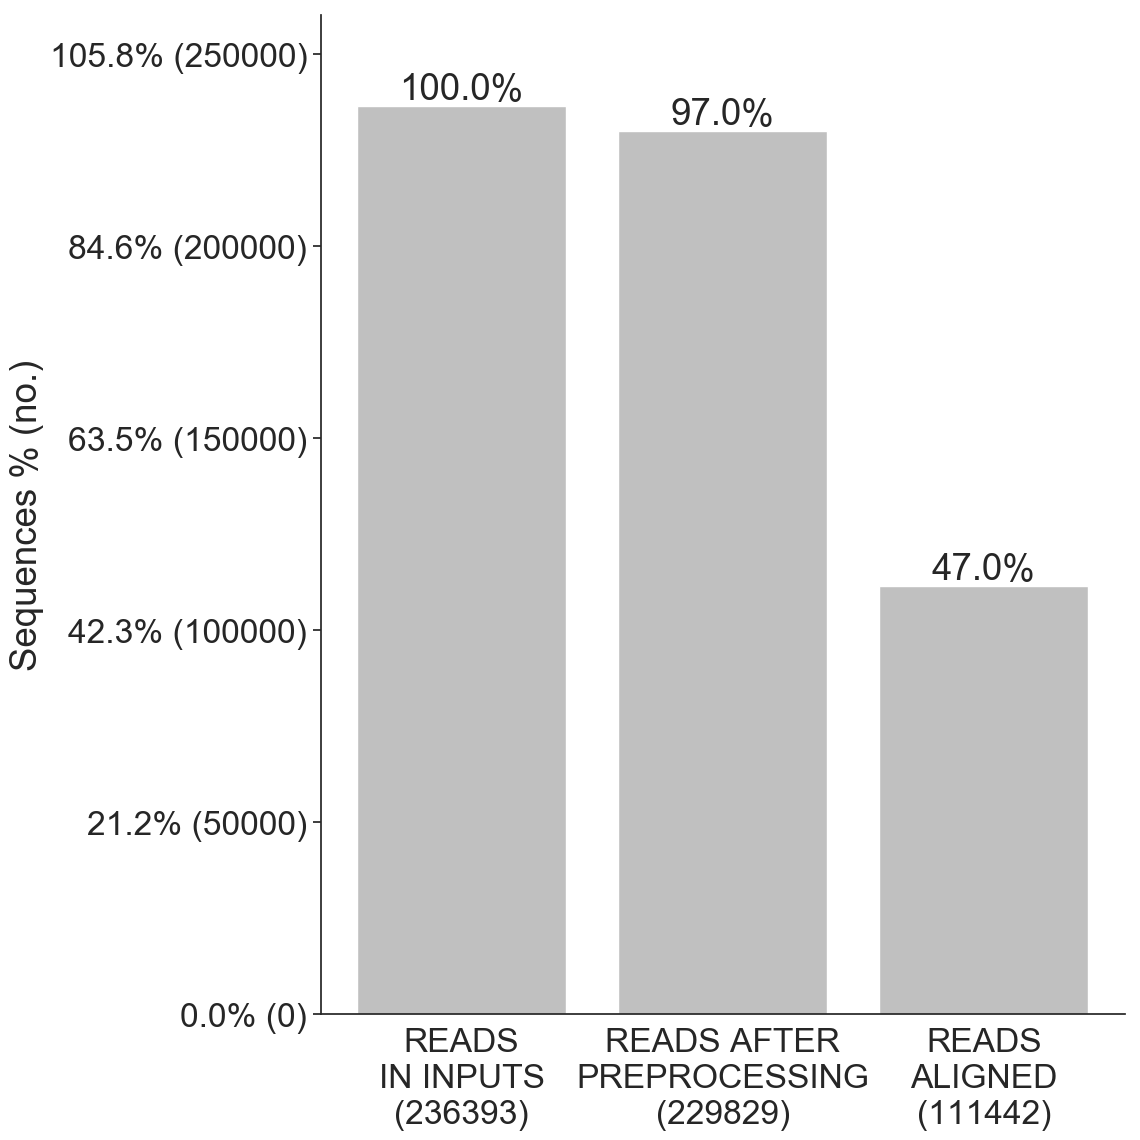 Sequences % (no.)
105.8% (250000)
84.6% (200000)
63.5% (150000)
42.3% (100000)
21.2% (50000)
0.0% (0)
100.0%
97.0%
47.0%
READS
IN INPUTS
(236393)
READS AFTER
PREPROCESSING
(229829)
READS
ALIGNED
(111442)